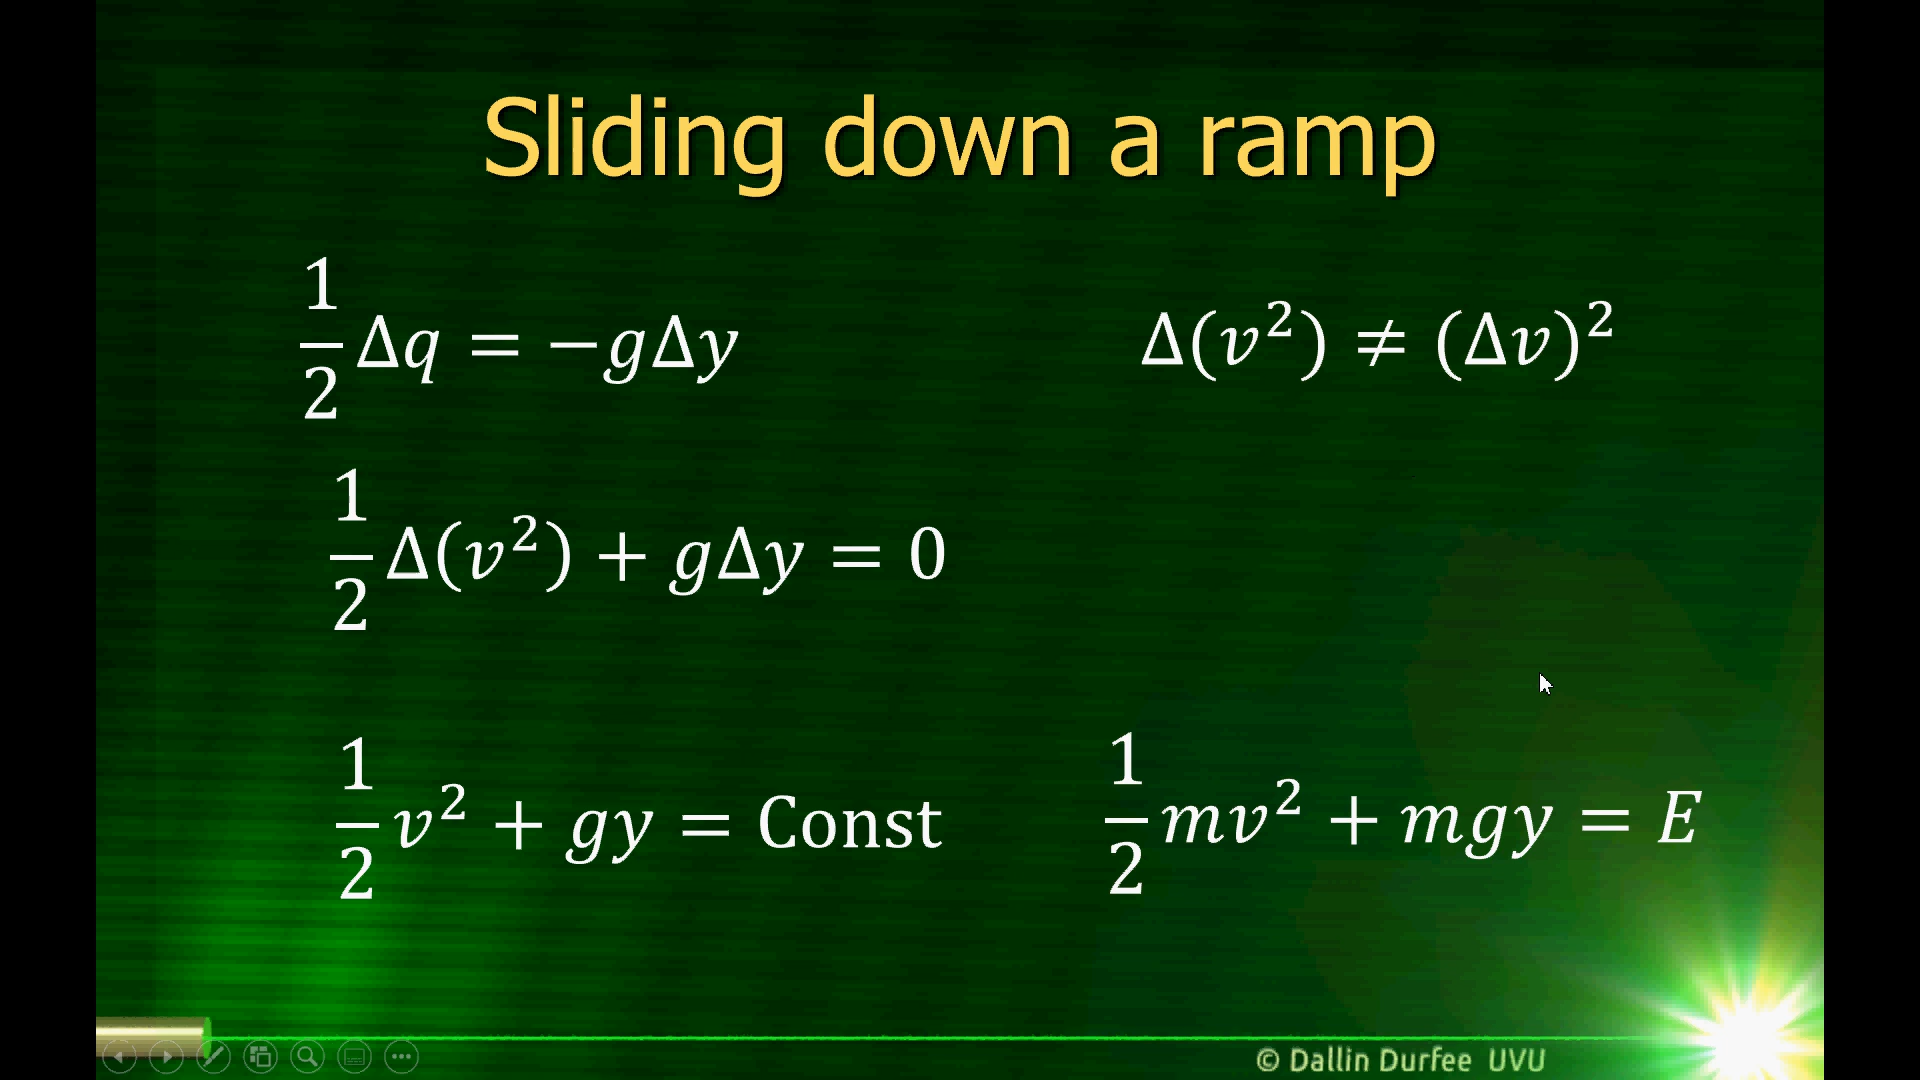 Sliding down a ramp
1/2 Δq = −gΔy
Δ(v²) ≠ (Δv)²
1/2 Δ(v²) + gΔy = 0
1/2 v² + gy = Const
1/2 mv² + mgy = E
© Dallin Durfee UVU